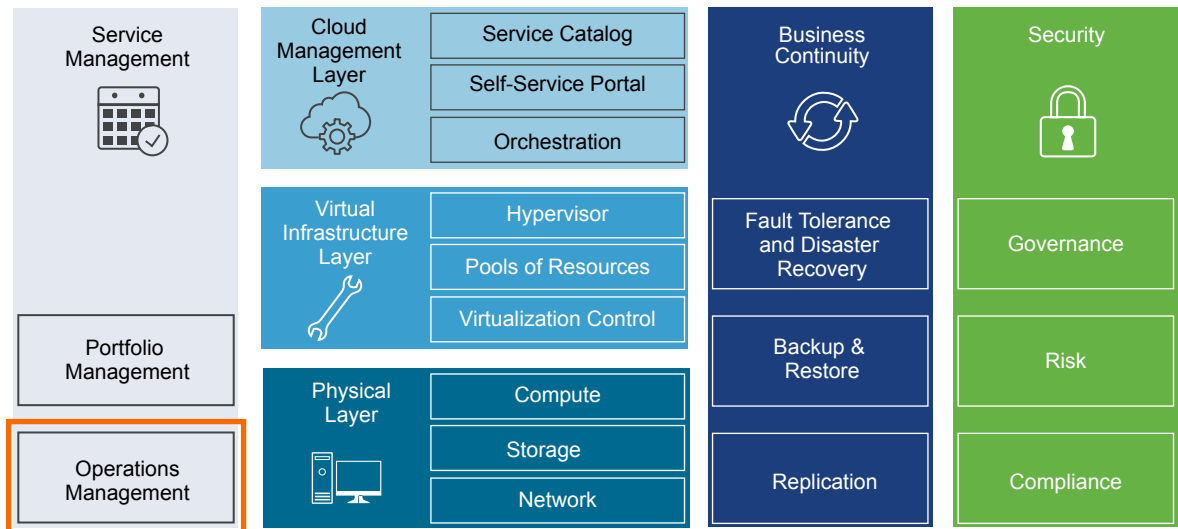 Service
Management
Portfolio
Management
Operations
Management
Cloud
Management
Layer
Service Catalog
Self-Service Portal
Orchestration
Virtual
Infrastructure
Layer
Hypervisor
Pools of Resources
Virtualization Control
Physical
Layer
Compute
Storage
Network
Business
Continuity
Fault Tolerance
and Disaster
Recovery
Backup &
Restore
Replication
Security
Governance
Risk
Compliance